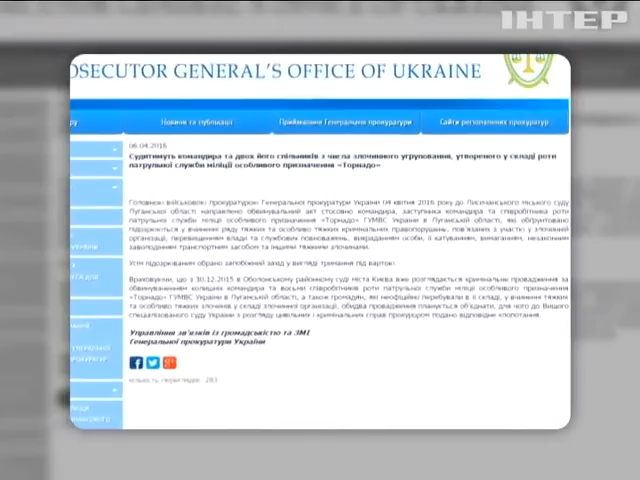 ІНТЕР
OSECUTOR GENERAL'S OFFICE OF UKRAINE
ру Новини та публікації Приймальня Генеральної прокуратури Сайти регіональних прокуратур
06.04.2016
Судитимуть командира та двох його спільників з числа злочинного угруповання, утвореного у складі роти
патрульної служби міліції особливого призначення «Торнадо»
Головною військовою прокуратурою Генеральної прокуратури України 04 квітня 2016 року до Лисичанського міського суду
Луганської області направлено обвинувальний акт стосовно командира, заступника командира та співробітника роти
патрульної служби міліції особливого призначення «Торнадо» ГУМВС України в Луганській області, які обґрунтовано
підозрюються у вчиненні ряду тяжких та особливо тяжких кримінальних правопорушень, пов'язаних з участю у злочинній
організації, перевищенням влади та службових повноважень, викраданням особи, її катуванням, вимаганням, незаконним
заволодінням транспортним засобом та іншими тяжкими злочинами.
Усім підозрюваним обрано запобіжний захід у вигляді тримання під вартою.
Враховуючи, що з 30.12.2015 в Оболонському районному суді міста Києва вже розглядається кримінальне провадження за
обвинуваченням колишніх командира та восьми співробітників роти патрульної служби міліції особливого призначення
«Торнадо» ГУМВС України в Луганській області, а також громадян, які неофіційно перебували в її складі, у вчиненні тяжких
та особливо тяжких злочинів у складі злочинної організації, обидва провадження планується об'єднати, для чого до Вищого
спеціалізованого суду України з розгляду цивільних і кримінальних справ прокурором подано відповідне клопотання.
Управління зв'язків із громадськістю та ЗМІ
Генеральної прокуратури України
кількість переглядів: 283